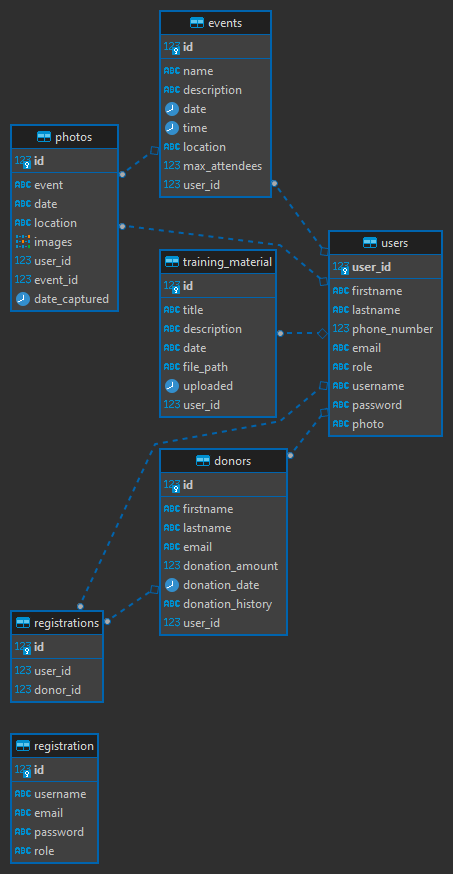 events
123 id
ABC name
ABC description
date
time
ABC location
123 max_attendees
123 user_id
photos
123 id
ABC event
ABC date
ABC location
images
123 user_id
123 event_id
date_captured
users
123 user_id
ABC firstname
ABC lastname
123 phone_number
ABC email
ABC role
ABC username
ABC password
ABC photo
training_material
123 id
ABC title
ABC description
ABC date
ABC file_path
uploaded
123 user_id
donors
123 id
ABC firstname
ABC lastname
ABC email
123 donation_amount
donation_date
ABC donation_history
123 user_id
registrations
123 id
123 user_id
123 donor_id
registration
123 id
ABC username
ABC email
ABC password
ABC role